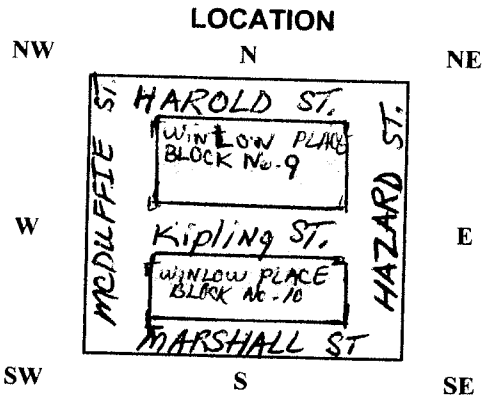 LOCATION
NW N NE
HAROLD ST.
MCDUFFIE ST.
HAZARD ST.
WINLOW PLACE
BLOCK No-9
W E
Kipling ST.
WINLOW PLACE
BLOCK NO-10
MARSHALL ST
SW S SE